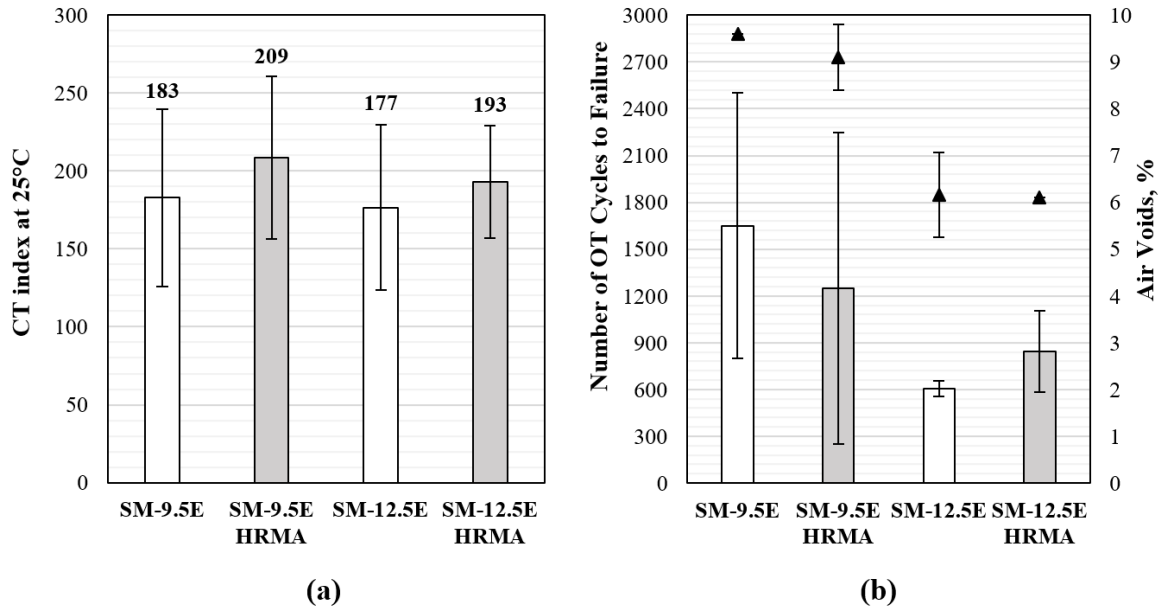 CT index at 25°C
300
250
200
150
100
50
0
183
209
177
193
SM-9.5E
SM-9.5E
HRMA
SM-12.5E
SM-12.5E
HRMA
(a)
Number of OT Cycles to Failure
3000
2700
2400
2100
1800
1500
1200
900
600
300
0
10
9
8
7
6
5
4
3
2
1
0
Air Voids, %
SM-9.5E
SM-9.5E
HRMA
SM-12.5E
SM-12.5E
HRMA
(b)